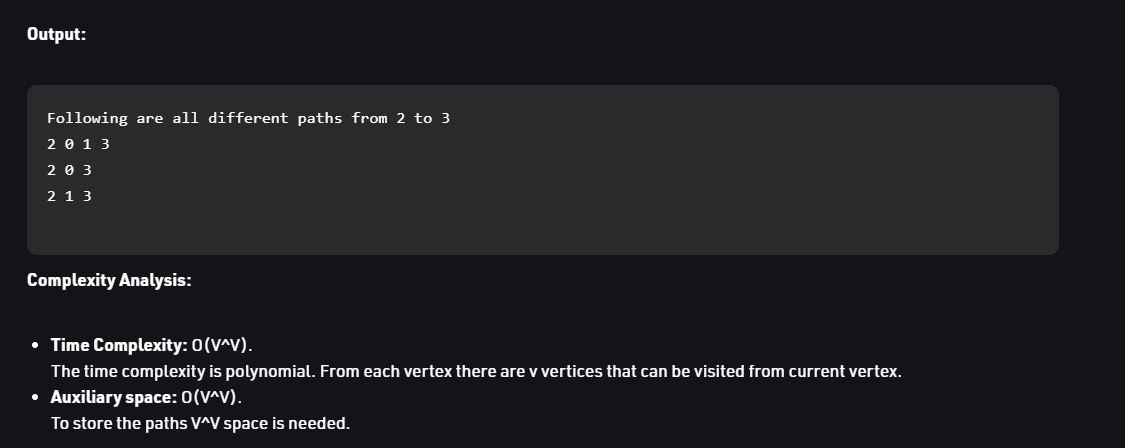 Output:
Following are all different paths from 2 to 3
2 0 1 3
2 0 3
2 1 3
Complexity Analysis:
• Time Complexity: O(V^V).
The time complexity is polynomial. From each vertex there are v vertices that can be visited from current vertex.
• Auxiliary space: O(V^V).
To store the paths V^V space is needed.